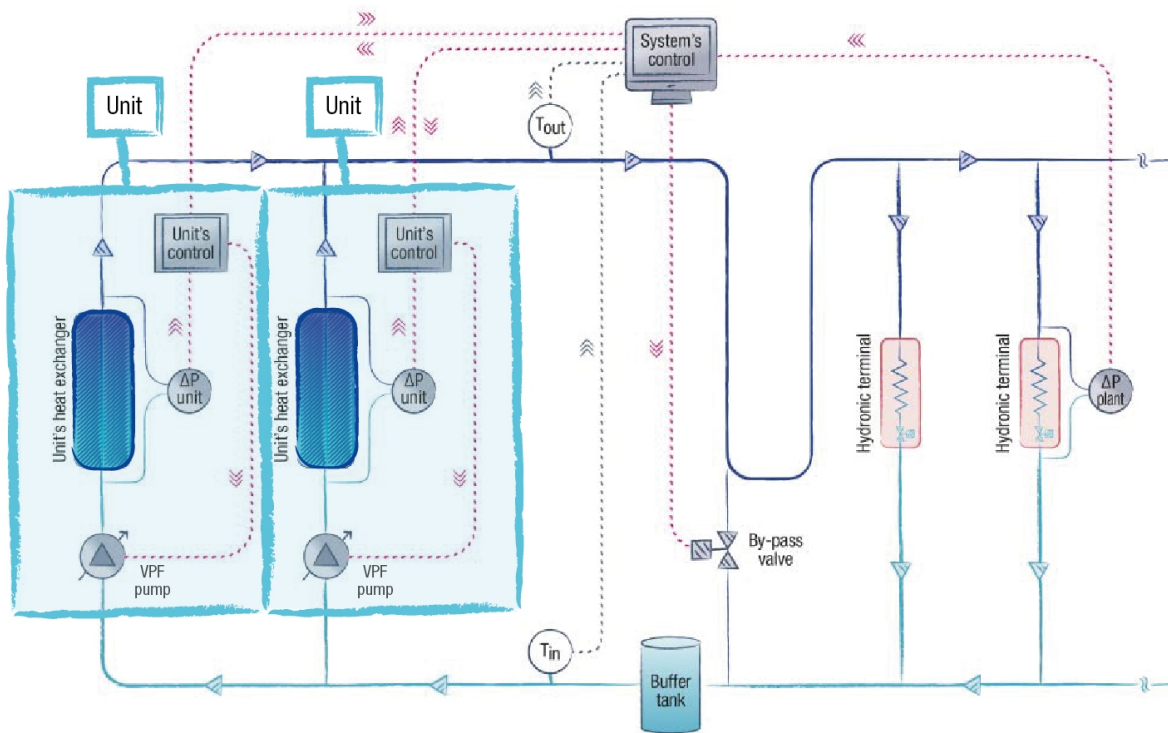 System's
control
Unit
Unit
Tout
Unit's
control
Unit's
control
Unit's heat exchanger
ΔP
unit
Unit's heat exchanger
ΔP
unit
Hydronic terminal
Hydronic terminal
ΔP
plant
VPF
pump
VPF
pump
By-pass
valve
Tin
Buffer
tank